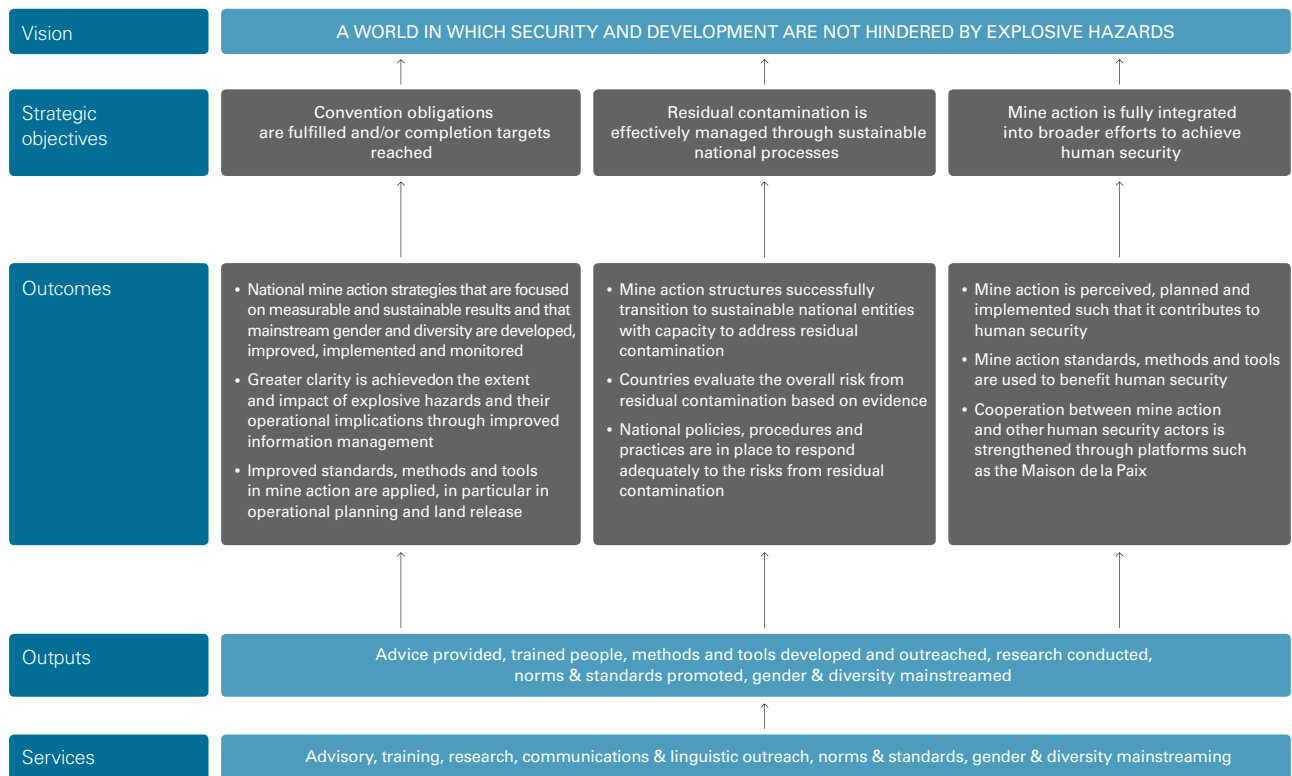 Vision
A WORLD IN WHICH SECURITY AND DEVELOPMENT ARE NOT HINDERED BY EXPLOSIVE HAZARDS
Strategic
objectives
Convention obligations
are fulfilled and/or completion targets
reached
Residual contamination is
effectively managed through sustainable
national processes
Mine action is fully integrated
into broader efforts to achieve
human security
Outcomes
• National mine action strategies that are focused
on measurable and sustainable results and that
mainstream gender and diversity are developed,
improved, implemented and monitored
• Greater clarity is achievedon the extent
and impact of explosive hazards and their
operational implications through improved
information management
• Improved standards, methods and tools
in mine action are applied, in particular in
operational planning and land release
• Mine action structures successfully
transition to sustainable national entities
with capacity to address residual
contamination
• Countries evaluate the overall risk from
residual contamination based on evidence
• National policies, procedures and
practices are in place to respond
adequately to the risks from residual
contamination
• Mine action is perceived, planned and
implemented such that it contributes to
human security
• Mine action standards, methods and tools
are used to benefit human security
• Cooperation between mine action
and other human security actors is
strengthened through platforms such
as the Maison de la Paix
Outputs
Advice provided, trained people, methods and tools developed and outreached, research conducted,
norms & standards promoted, gender & diversity mainstreamed
Services
Advisory, training, research, communications & linguistic outreach, norms & standards, gender & diversity mainstreaming